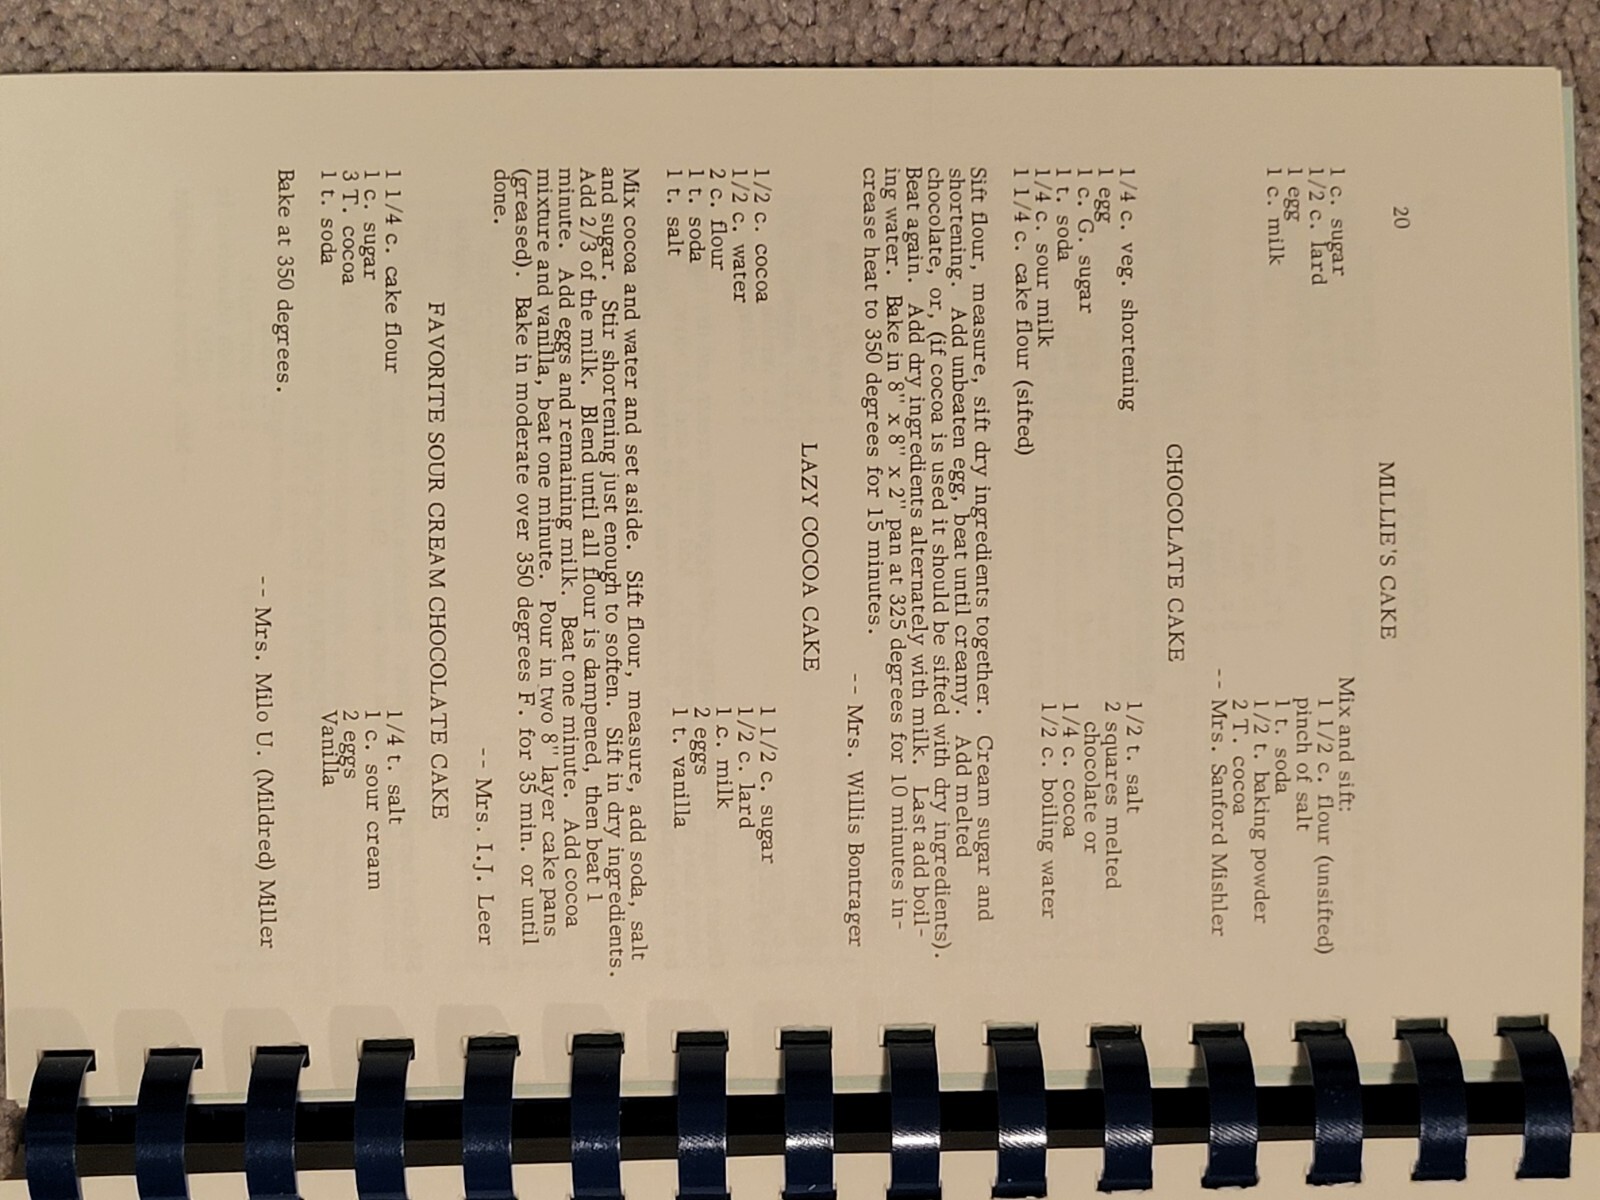 20
MILLIE'S CAKE
1 c. sugar
1/2 c. lard
1 egg
1 c. milk
Mix and sift:
1 1/2 c. flour (unsifted)
pinch of salt
1 t. soda
1/2 t. baking powder
2 T. cocoa
-- Mrs. Sanford Mishler
CHOCOLATE CAKE
1/4 c. veg. shortening
1 egg
1 c. G. sugar
1 t. soda
1/4 c. sour milk
1 1/4 c. cake flour (sifted)
1/2 t. salt
2 squares melted
chocolate or
1/4 c. cocoa
1/2 c. boiling water
Sift flour, measure, sift dry ingredients together. Cream sugar and
shortening. Add unbeaten egg, beat until creamy. Add melted
chocolate, or, (if cocoa is used it should be sifted with dry ingredients).
Beat again. Add dry ingredients alternately with milk. Last add boil-
ing water. Bake in 8" x 8" x 2" pan at 325 degrees for 10 minutes in-
crease heat to 350 degrees for 15 minutes.
-- Mrs. Willis Bontrager
LAZY COCOA CAKE
1/2 c. cocoa
1/2 c. water
2 c. flour
1 t. soda
1 t. salt
1 1/2 c. sugar
1/2 c. lard
1 c. milk
2 eggs
1 t. vanilla
Mix cocoa and water and set aside. Sift flour, measure, add soda, salt
and sugar. Stir shortening just enough to soften. Sift in dry ingredients.
Add 2/3 of the milk. Blend until all flour is dampened, then beat 1
minute. Add eggs and remaining milk. Beat one minute. Add cocoa
mixture and vanilla, beat one minute. Pour in two 8" layer cake pans
(greased). Bake in moderate over 350 degrees F. for 35 min. or until
done.
-- Mrs. I.J. Leer
FAVORITE SOUR CREAM CHOCOLATE CAKE
1 1/4 c. cake flour
1 c. sugar
3 T. cocoa
1 t. soda
1/4 t. salt
1 c. sour cream
2 eggs
Vanilla
Bake at 350 degrees.
-- Mrs. Milo U. (Mildred) Miller